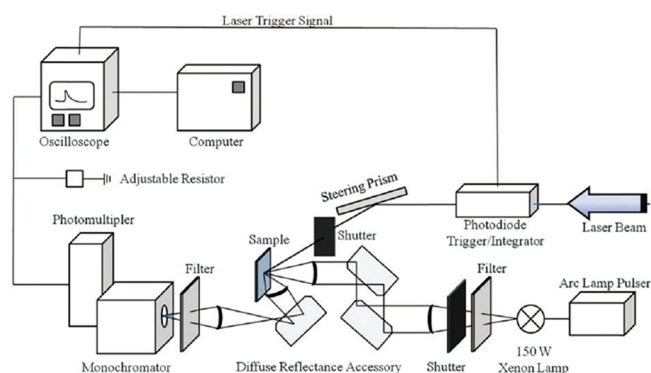 Laser Trigger Signal
Oscilloscope
Computer
Adjustable Resistor
Steering Prism
Photodiode
Trigger/Integrator
Laser Beam
Photomultipler
Sample
Shutter
Filter
Filter
Arc Lamp Pulser
Monochromator
Diffuse Reflectance Accessory
Shutter
150 W
Xenon Lamp